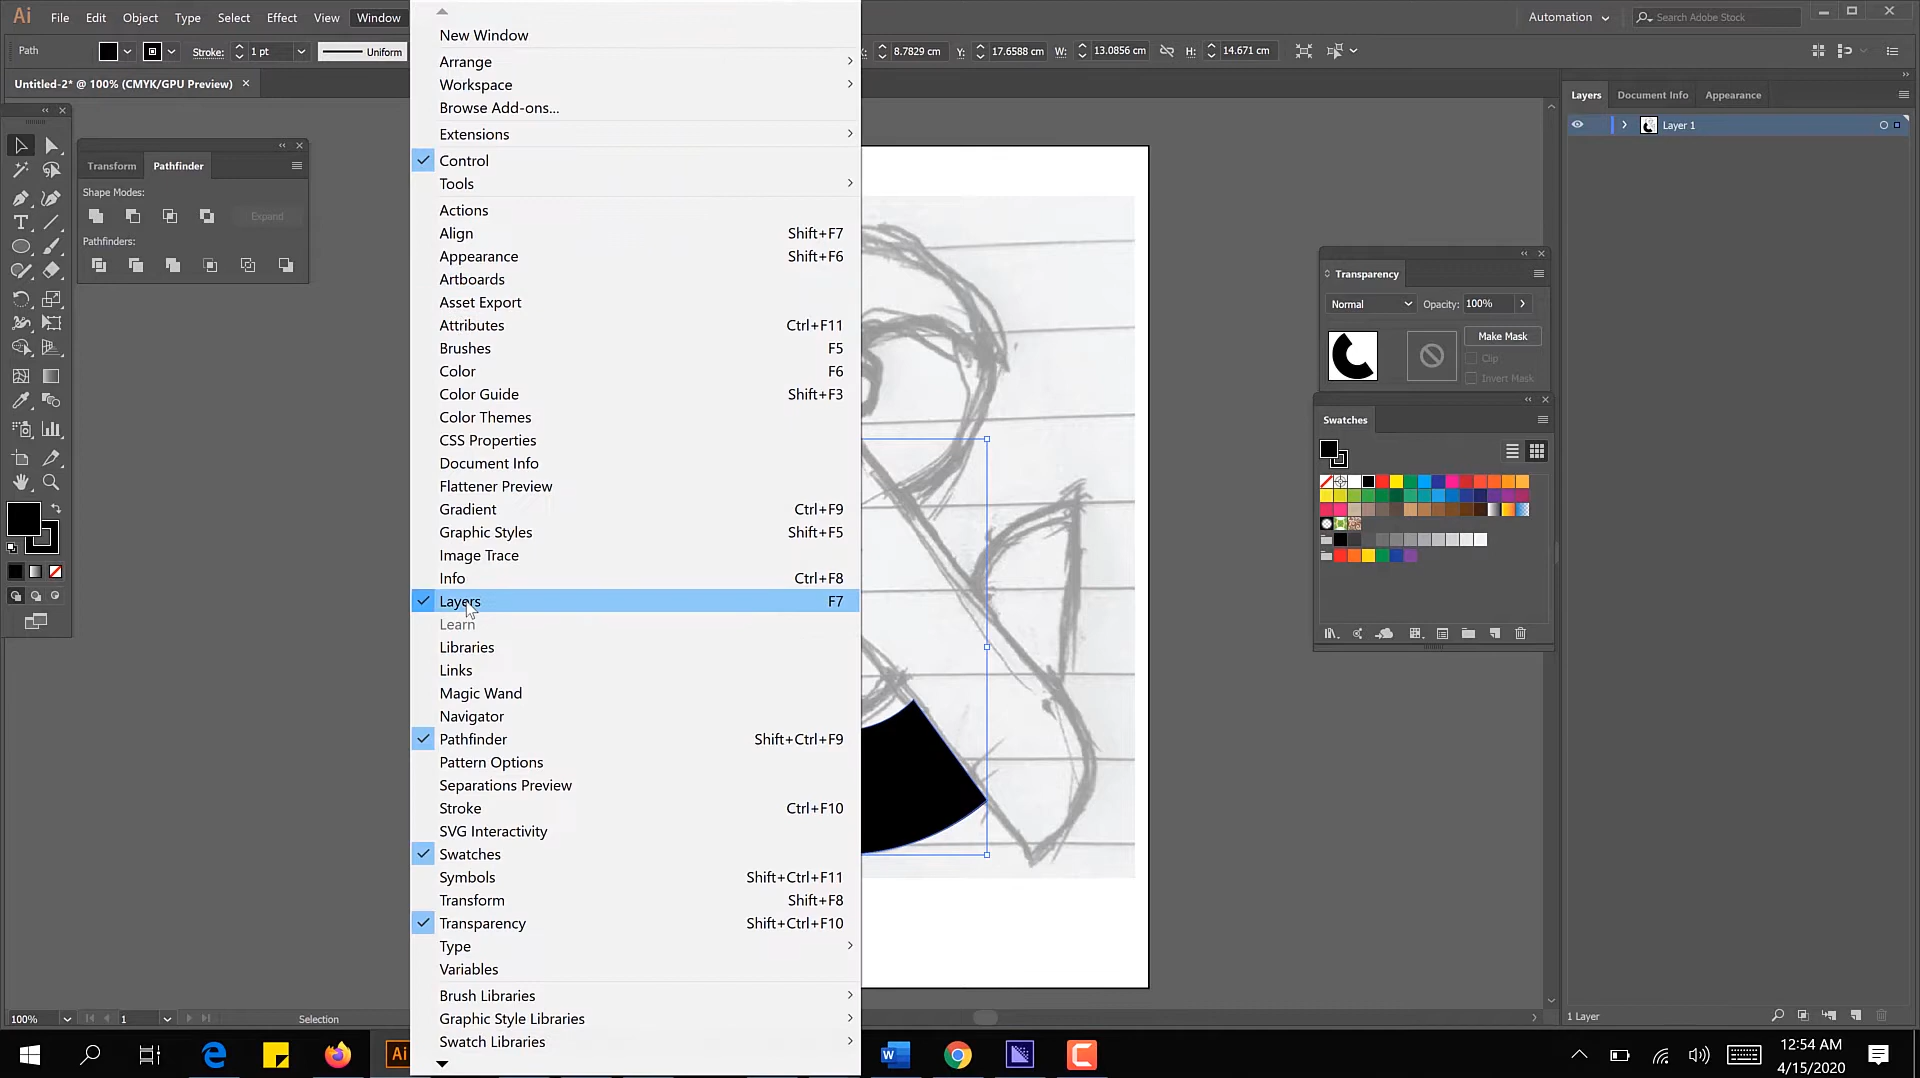 Ai File Edit Object Type Select Effect View Window Automation Search Adobe Stock
Path Stroke: 1 pt Uniform 8.7829 cm Y: 17.6588 cm W: 13.0856 cm H: 14.671 cm
Untitled-2* @ 100% (CMYK/GPU Preview)
Transform Pathfinder
Shape Modes:
Expand
Pathfinders:
New Window
Arrange
Workspace
Browse Add-ons...
Extensions
Control
Tools
Actions
Align Shift+F7
Appearance Shift+F6
Artboards
Asset Export
Attributes Ctrl+F11
Brushes F5
Color F6
Color Guide Shift+F3
Color Themes
CSS Properties
Document Info
Flattener Preview
Gradient Ctrl+F9
Graphic Styles Shift+F5
Image Trace
Info Ctrl+F8
Layers F7
Learn
Libraries
Links
Magic Wand
Navigator
Pathfinder Shift+Ctrl+F9
Pattern Options
Separations Preview
Stroke Ctrl+F10
SVG Interactivity
Swatches
Symbols Shift+Ctrl+F11
Transform Shift+F8
Transparency Shift+Ctrl+F10
Type
Variables
Brush Libraries
Graphic Style Libraries
Swatch Libraries
Transparency
Normal Opacity: 100%
Make Mask
Clip
Invert Mask
Swatches
Layers Document Info Appearance
Layer 1
1 Layer
100% 1 Selection
Ai
12:54 AM
4/15/2020